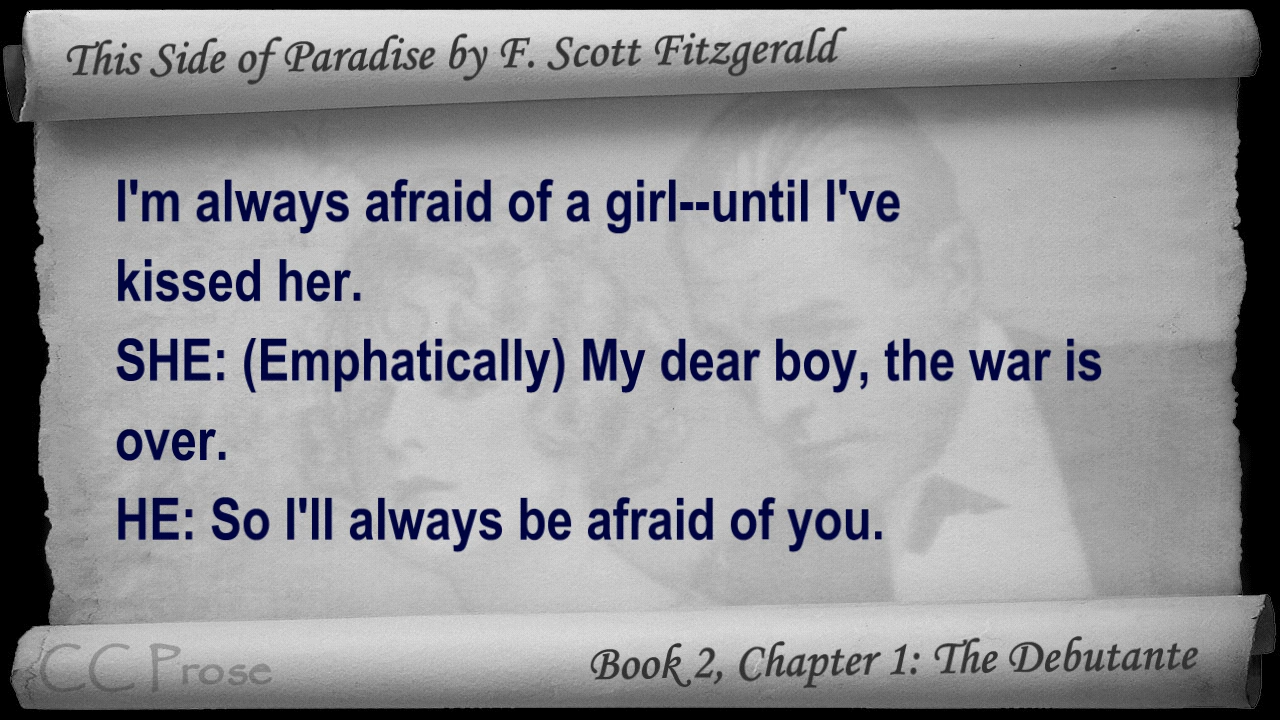 This Side of Paradise by F. Scott Fitzgerald
I'm always afraid of a girl--until I've
kissed her.
SHE: (Emphatically) My dear boy, the war is
over.
HE: So I'll always be afraid of you.
CC Prose
Book 2, Chapter 1: The Debutante